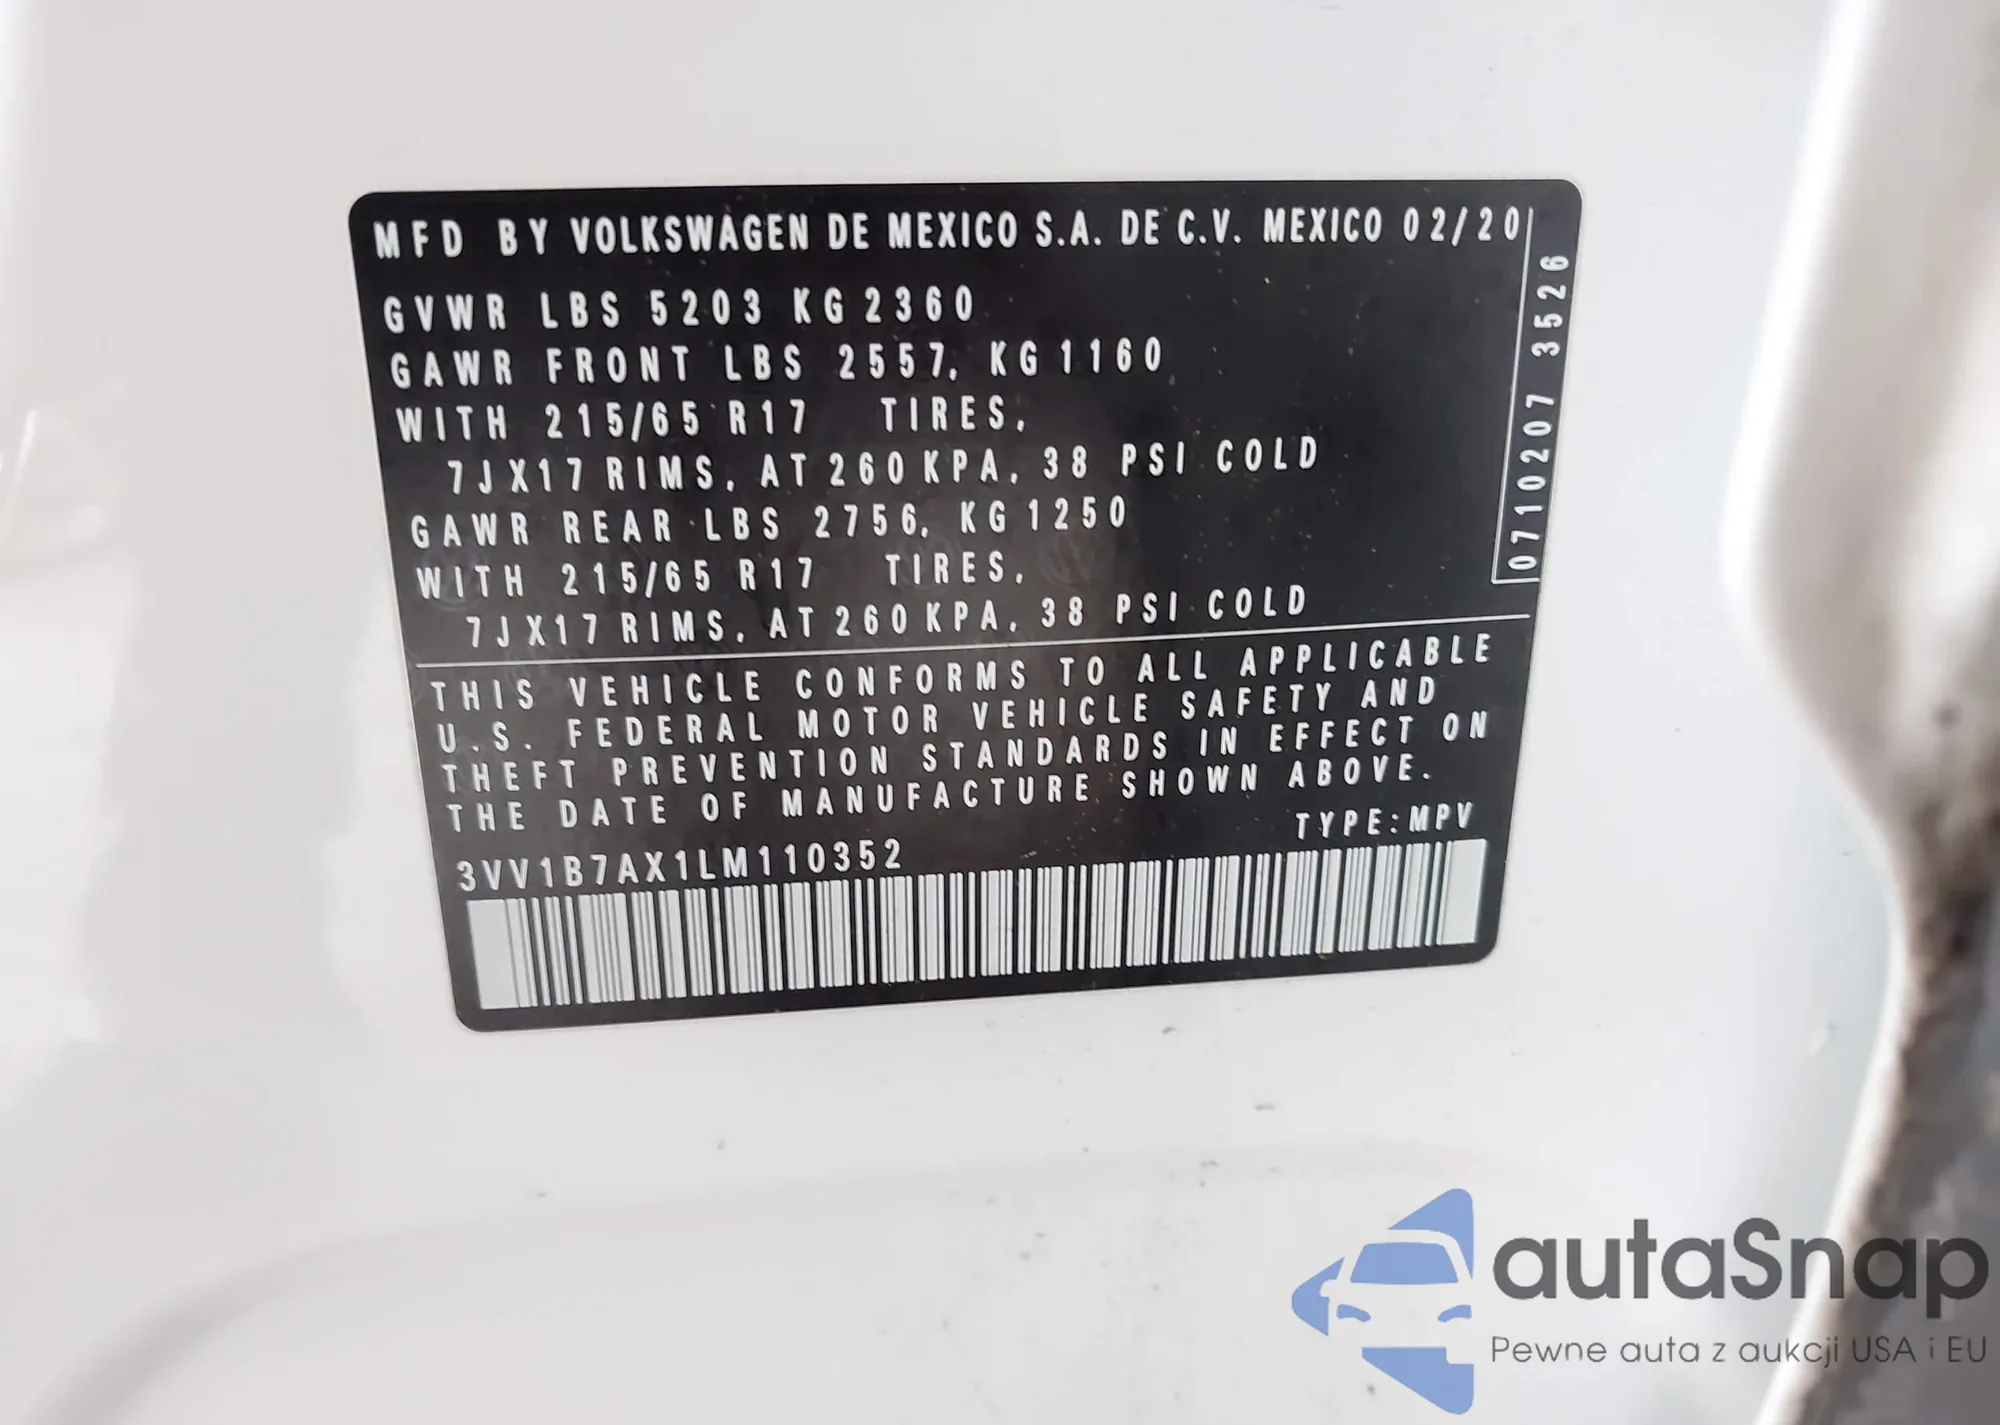 MFD BY VOLKSWAGEN DE MEXICO S.A. DE C.V. MEXICO 02/20
GVWR LBS 5203 KG 2360
GAWR FRONT LBS 2557, KG 1160
WITH 215/65 R17 TIRES,
7JX17 RIMS, AT 260 KPA, 38 PSI COLD
GAWR REAR LBS 2756, KG 1250
WITH 215/65 R17 TIRES,
7JX17 RIMS, AT 260 KPA, 38 PSI COLD
0710207 3526
THIS VEHICLE CONFORMS TO ALL APPLICABLE
U.S. FEDERAL MOTOR VEHICLE SAFETY AND
THEFT PREVENTION STANDARDS IN EFFECT ON
THE DATE OF MANUFACTURE SHOWN ABOVE.
TYPE:MPV
3VV1B7AX1LM110352
autaSnap
Pewne auta z aukcji USA i EU